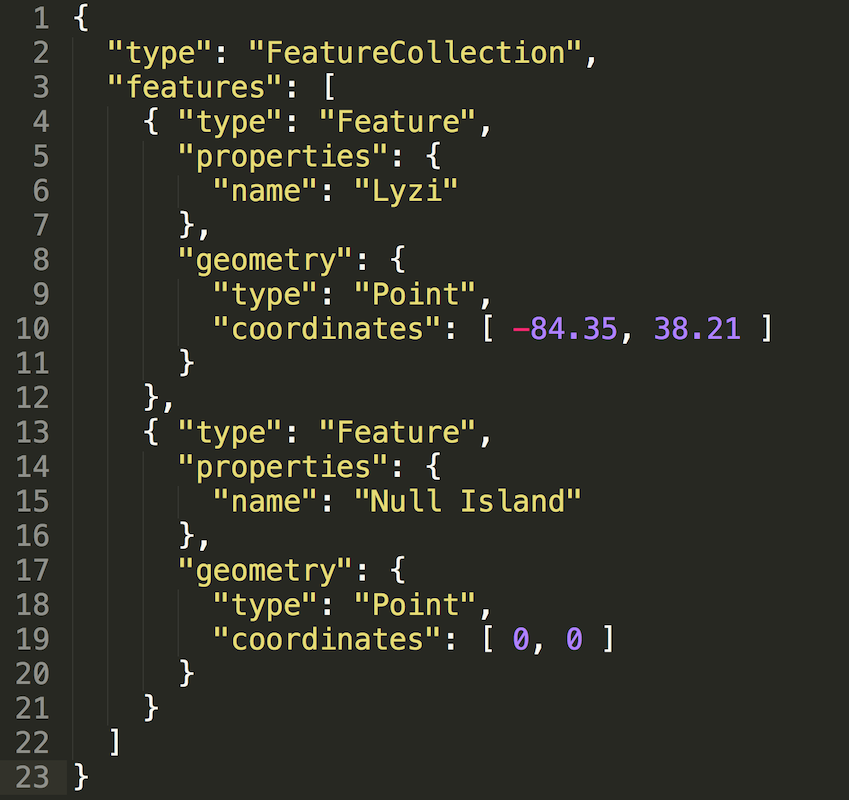 1 {
2   "type": "FeatureCollection",
3   "features": [
4     { "type": "Feature",
5       "properties": {
6         "name": "Lyzi"
7       },
8       "geometry": {
9         "type": "Point",
10         "coordinates": [ -84.35, 38.21 ]
11       }
12     },
13     { "type": "Feature",
14       "properties": {
15         "name": "Null Island"
16       },
17       "geometry": {
18         "type": "Point",
19         "coordinates": [ 0, 0 ]
20       }
21     }
22   ]
23 }